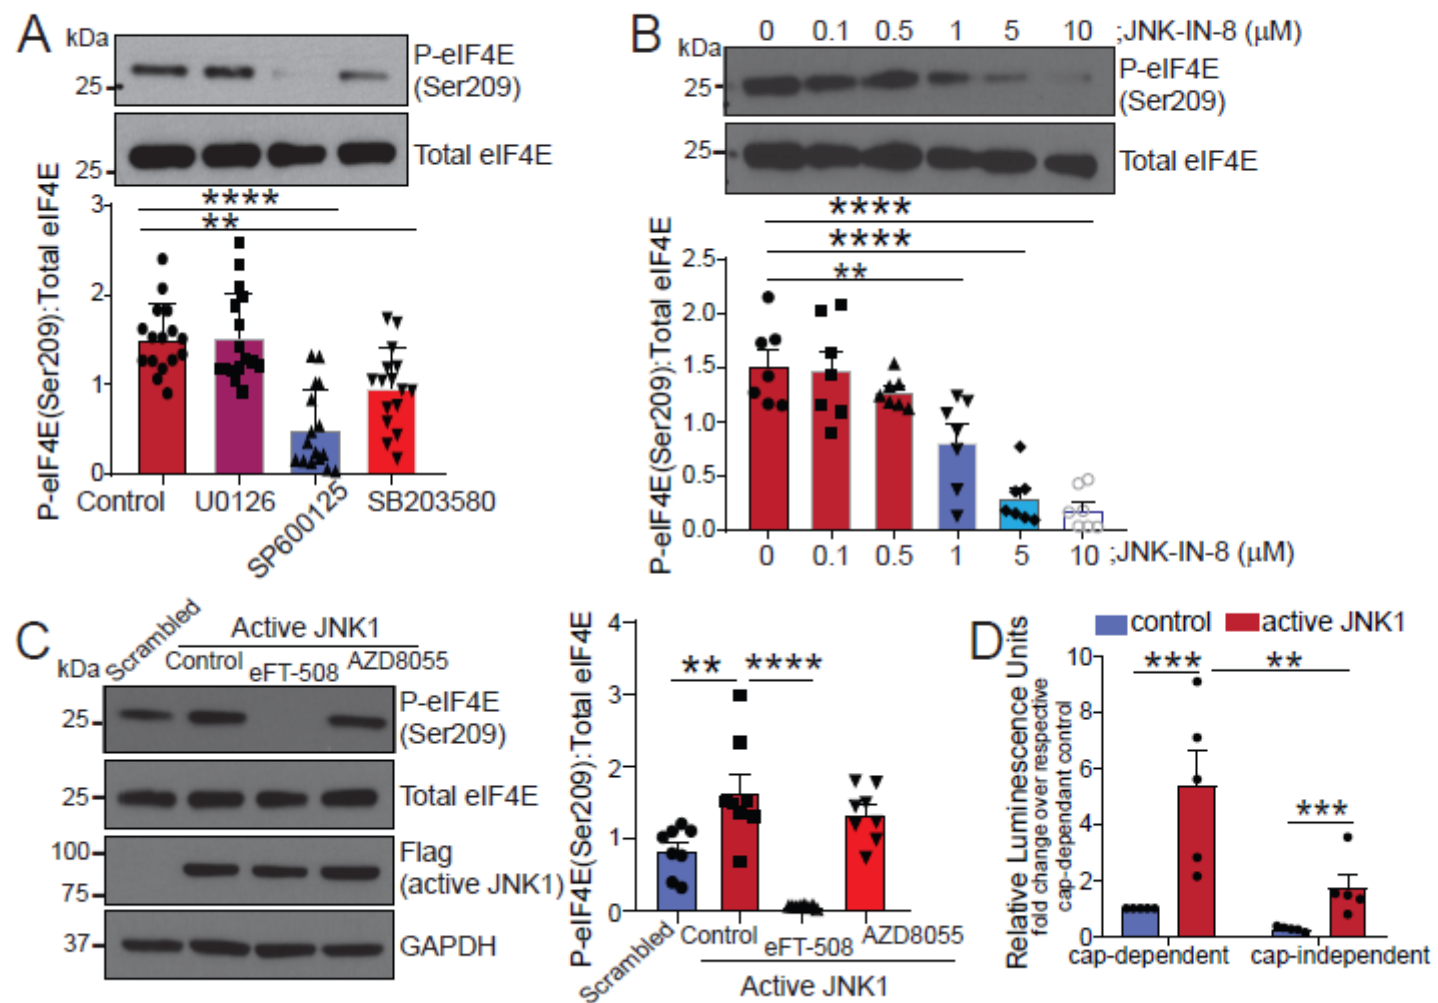 A
kDa
P-eIF4E
(Ser209)
25
Total eIF4E
25
P-eIF4E(Ser209):Total eIF4E
3
2
1
0
****
**
Control
U0126
SP600125
SB203580
B
kDa
0 0.1 0.5 1 5 10 ;JNK-IN-8 (μM)
P-eIF4E
(Ser209)
25
Total eIF4E
25
P-eIF4E(Ser209):Total eIF4E
****
****
**
2.5
2.0
1.5
1.0
0.5
0.0
0 0.1 0.5 1 5 10 ;JNK-IN-8 (μM)
C
kDa
Scrambled
Active JNK1
Control eFT-508 AZD8055
P-eIF4E
(Ser209)
25
Total eIF4E
25
100
75
Flag
(active JNK1)
37
GAPDH
P-eIF4E(Ser209):Total eIF4E
4
3
2
1
0
** ****
Scrambled Control eFT-508 AZD8055
Active JNK1
D
control active JNK1
Relative Luminescence Units
fold change over respective
cap-dependant control
10
8
6
4
2
0
*** **
***
cap-dependent cap-independent